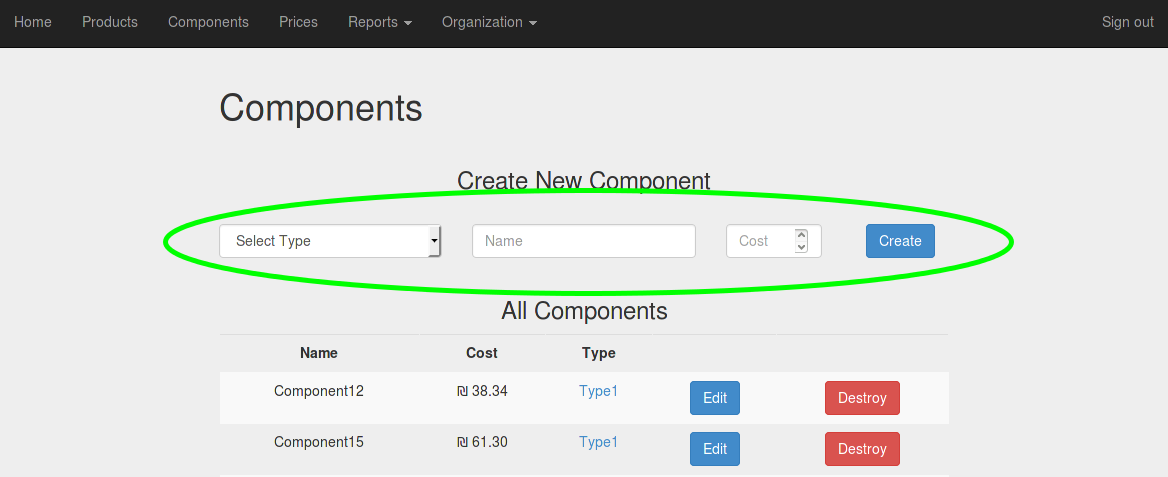 Home Products Components Prices Reports Organization Sign out
Components
Create New Component
Select Type Name Cost Create
All Components
Name Cost Type
Component12 ₪ 38.34 Type1 Edit Destroy
Component15 ₪ 61.30 Type1 Edit Destroy